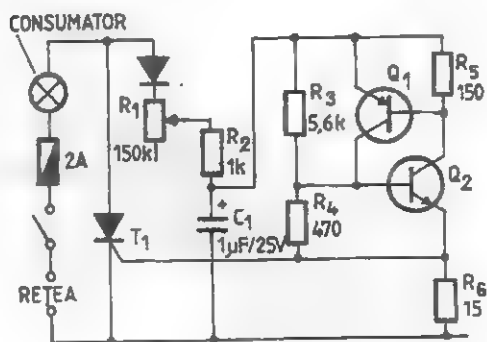 CONSUMATOR
2A
RETEA
T1
R1
150k
R2
1k
+
C1
1µF/25V
R3
5,6k
R4
470
Q1
R5
150
Q2
R6
15